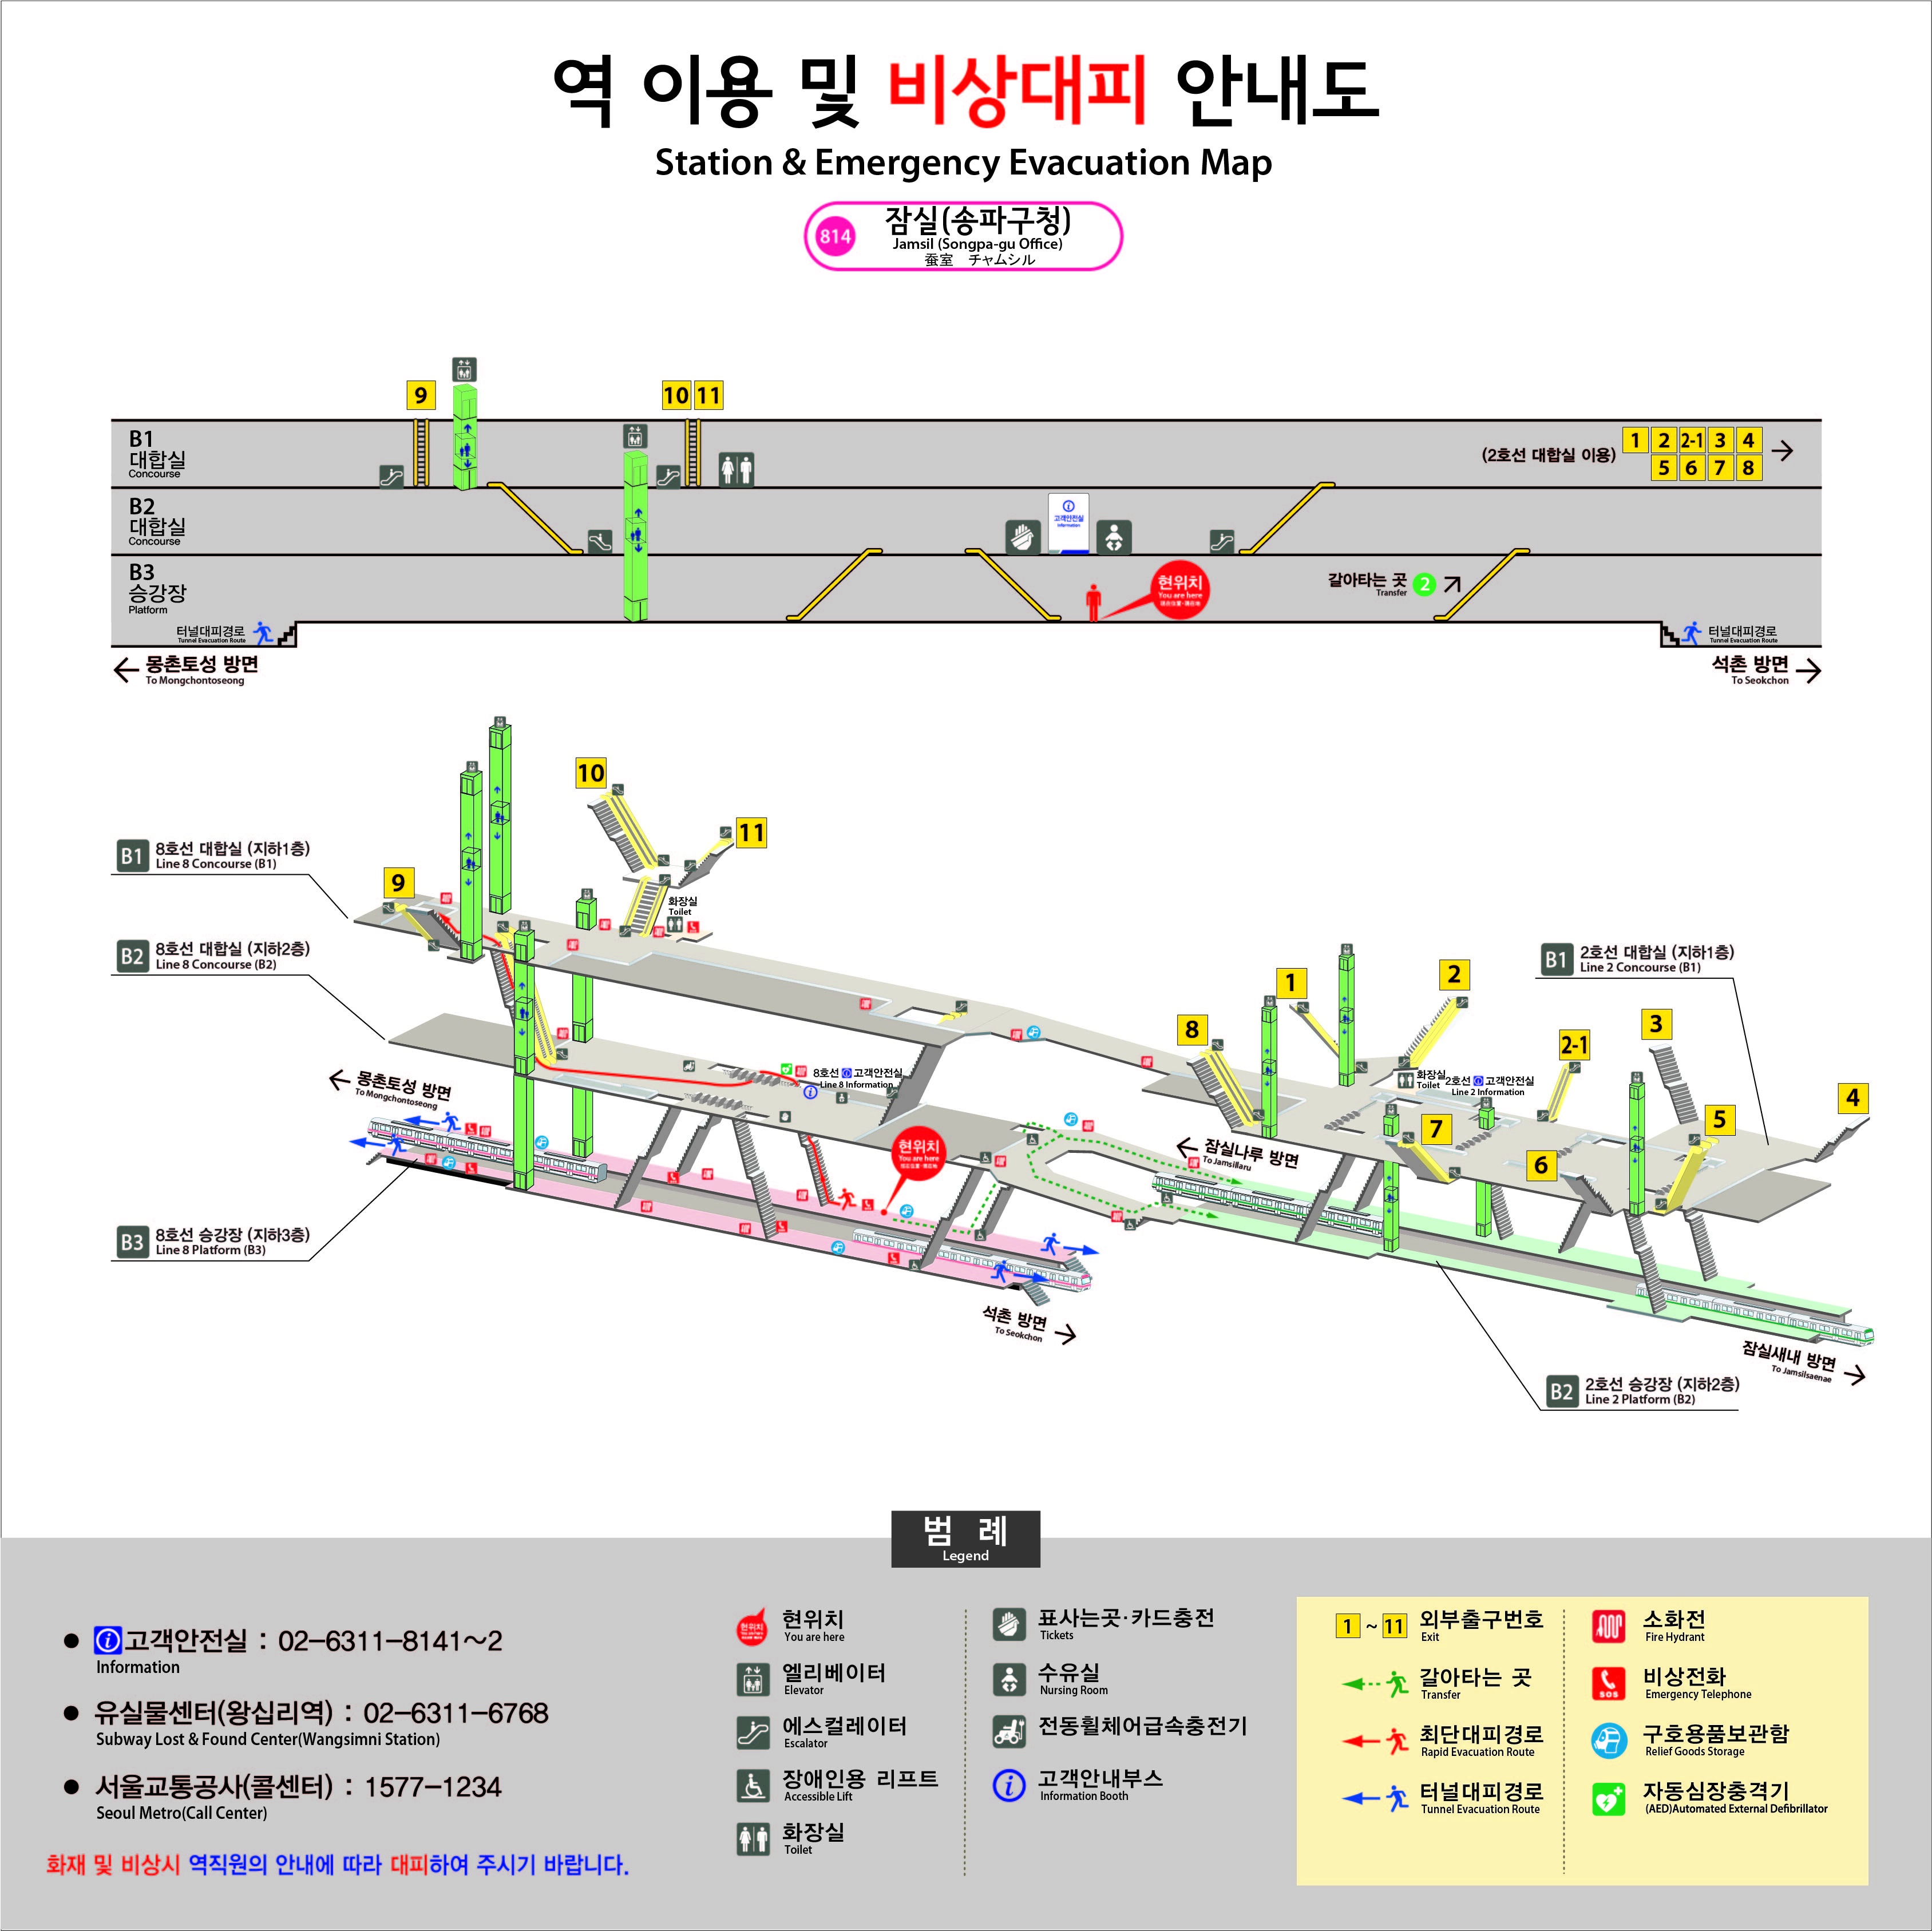 역 이용 및 비상대피 안내도
Station & Emergency Evacuation Map
814
잠실(송파구청)
Jamsil (Songpa-gu Office)
蚕室 チャムシル
9
10 11
B1
대합실
Concourse
(2호선 대합실 이용)
1 2 2-1 3 4
5 6 7 8
B2
대합실
Concourse
고객안전실
Information
B3
승강장
Platform
현위치
You are here
갈아타는 곳 2
Transfer
터널대피경로
Tunnel Evacuation Route
터널대피경로
Tunnel Evacuation Route
몽촌토성 방면
To Mongchontoseong
석촌 방면
To Seokchon
10
11
B1 8호선 대합실 (지하1층)
Line 8 Concourse (B1)
9
화장실
Toilet
B2 8호선 대합실 (지하2층)
Line 8 Concourse (B2)
B1 2호선 대합실 (지하1층)
Line 2 Concourse (B1)
1
2
8
2-1
3
4
5
6
7
화장실
Toilet
2호선 고객안전실
Line 2 Information
8호선 고객안전실
Line 8 Information
몽촌토성 방면
To Mongchontoseong
현위치
You are here
잠실나루 방면
To Jamsillaru
B3 8호선 승강장 (지하3층)
Line 8 Platform (B3)
석촌 방면
To Seokchon
잠실새내 방면
To Jamsilsaenae
B2 2호선 승강장 (지하2층)
Line 2 Platform (B2)
범 례
Legend
고객안전실 : 02-6311-8141~2
Information
유실물센터(왕십리역) : 02-6311-6768
Subway Lost & Found Center(Wangsimni Station)
서울교통공사(콜센터) : 1577-1234
Seoul Metro(Call Center)
화재 및 비상시 역직원의 안내에 따라 대피하여 주시기 바랍니다.
현위치
현위치
You are here
엘리베이터
Elevator
에스컬레이터
Escalator
장애인용 리프트
Accessible Lift
화장실
Toilet
표사는곳·카드충전
Tickets
수유실
Nursing Room
전동휠체어급속충전기
고객안내부스
Information Booth
1 ~ 11 외부출구번호
Exit
갈아타는 곳
Transfer
최단대피경로
Rapid Evacuation Route
터널대피경로
Tunnel Evacuation Route
소화전
Fire Hydrant
SOS
비상전화
Emergency Telephone
구호용품보관함
Relief Goods Storage
자동심장충격기
(AED)Automated External Defibrillator